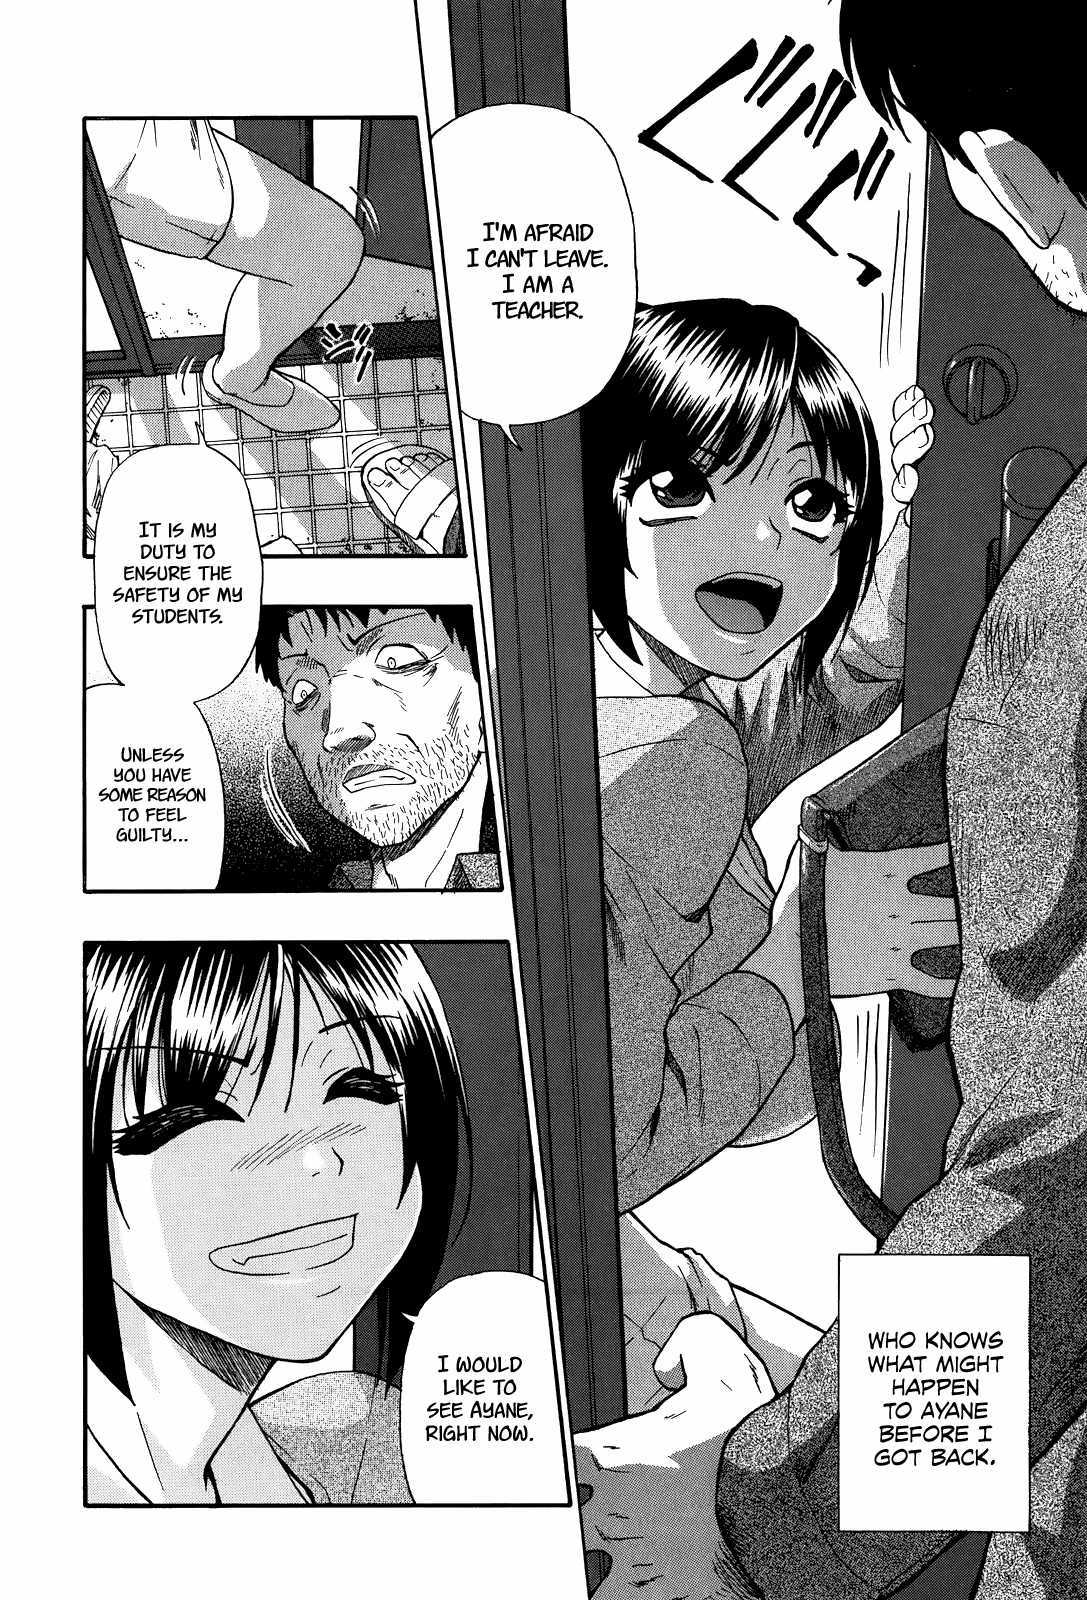 I'M AFRAID
I CAN'T LEAVE.
I AM A
TEACHER.
IT IS MY
DUTY TO
ENSURE THE
SAFETY OF MY
STUDENTS.
UNLESS
YOU HAVE
SOME REASON
TO FEEL
GUILTY...
I WOULD
LIKE TO
SEE AYANE,
RIGHT NOW.
WHO KNOWS
WHAT MIGHT
HAPPEN
TO AYANE
BEFORE I
GOT BACK.